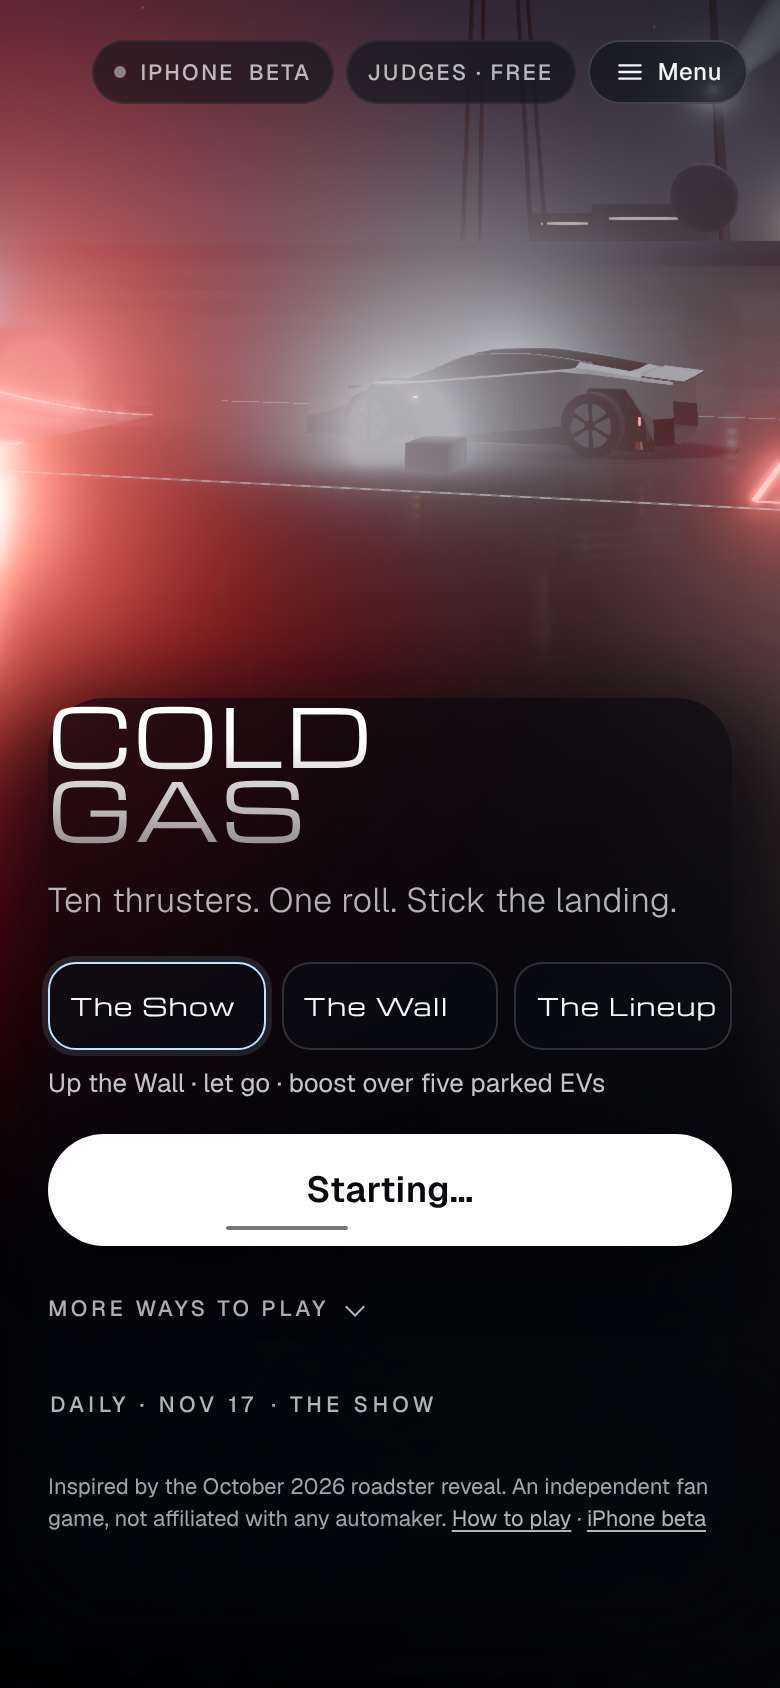 IPHONE BETA
JUDGES · FREE
Menu
COLD
GAS
Ten thrusters. One roll. Stick the landing.
The Show
The Wall
The Lineup
Up the Wall · let go · boost over five parked EVs
Starting…
MORE WAYS TO PLAY
DAILY · NOV 17 · THE SHOW
Inspired by the October 2026 roadster reveal. An independent fan
game, not affiliated with any automaker. How to play · iPhone beta